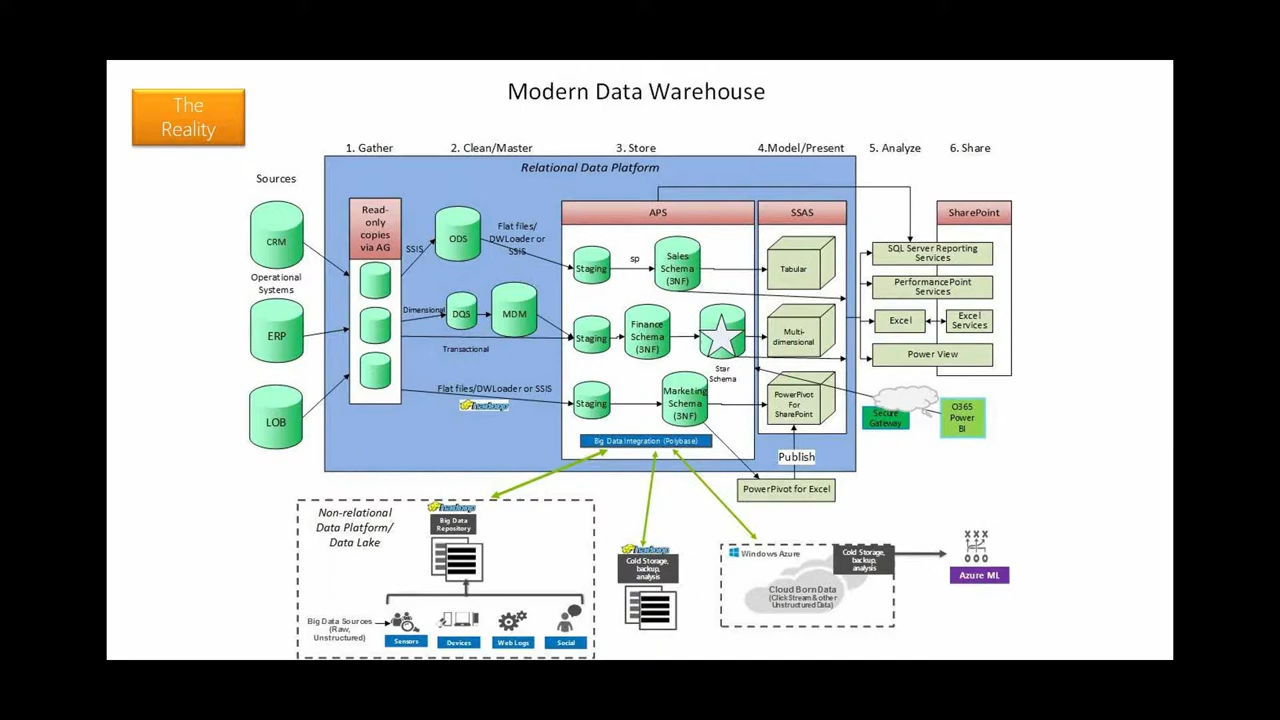 Modern Data Warehouse
The
Reality
1. Gather
2. Clean/Master
3. Store
4.Model/Present
5. Analyze
6. Share
Relational Data Platform
Sources
CRM
Operational
Systems
ERP
LOB
Read-
only
copies
via AG
SSIS
ODS
Flat files/
DWLoader or
SSIS
Dimensional
DQS
MDM
Transactional
Flat files/DWLoader or SSIS
hadoop
APS
Staging
sp
Sales
Schema
(3NF)
Staging
Finance
Schema
(3NF)
Star
Schema
Staging
Marketing
Schema
(3NF)
Big Data Integration (Polybase)
SSAS
Tabular
Multi-
dimensional
PowerPivot
For
SharePoint
Publish
PowerPivot for Excel
SharePoint
SQL Server Reporting
Services
PerformancePoint
Services
Excel
Excel
Services
Power View
Secure
Gateway
O365
Power
BI
Non-relational
Data Platform/
Data Lake
hadoop
Big Data
Repository
Big Data Sources
(Raw,
Unstructured)
Sensors
Devices
Web Logs
Social
hadoop
Cold Storage,
backup,
analysis
Windows Azure
Cold Storage,
backup,
analysis
Cloud Born Data
(Click Stream & other
Unstructured Data)
Azure ML